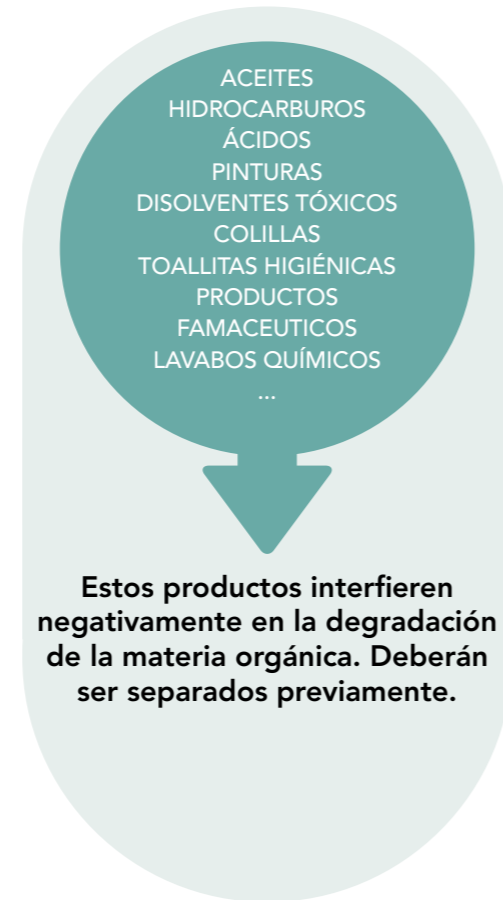 ACEITES
HIDROCARBUROS
ÁCIDOS
PINTURAS
DISOLVENTES TÓXICOS
COLILLAS
TOALLITAS HIGIÉNICAS
PRODUCTOS
FAMACEUTICOS
LAVABOS QUÍMICOS
...
Estos productos interfieren
negativamente en la degradación
de la materia orgánica. Deberán
ser separados previamente.